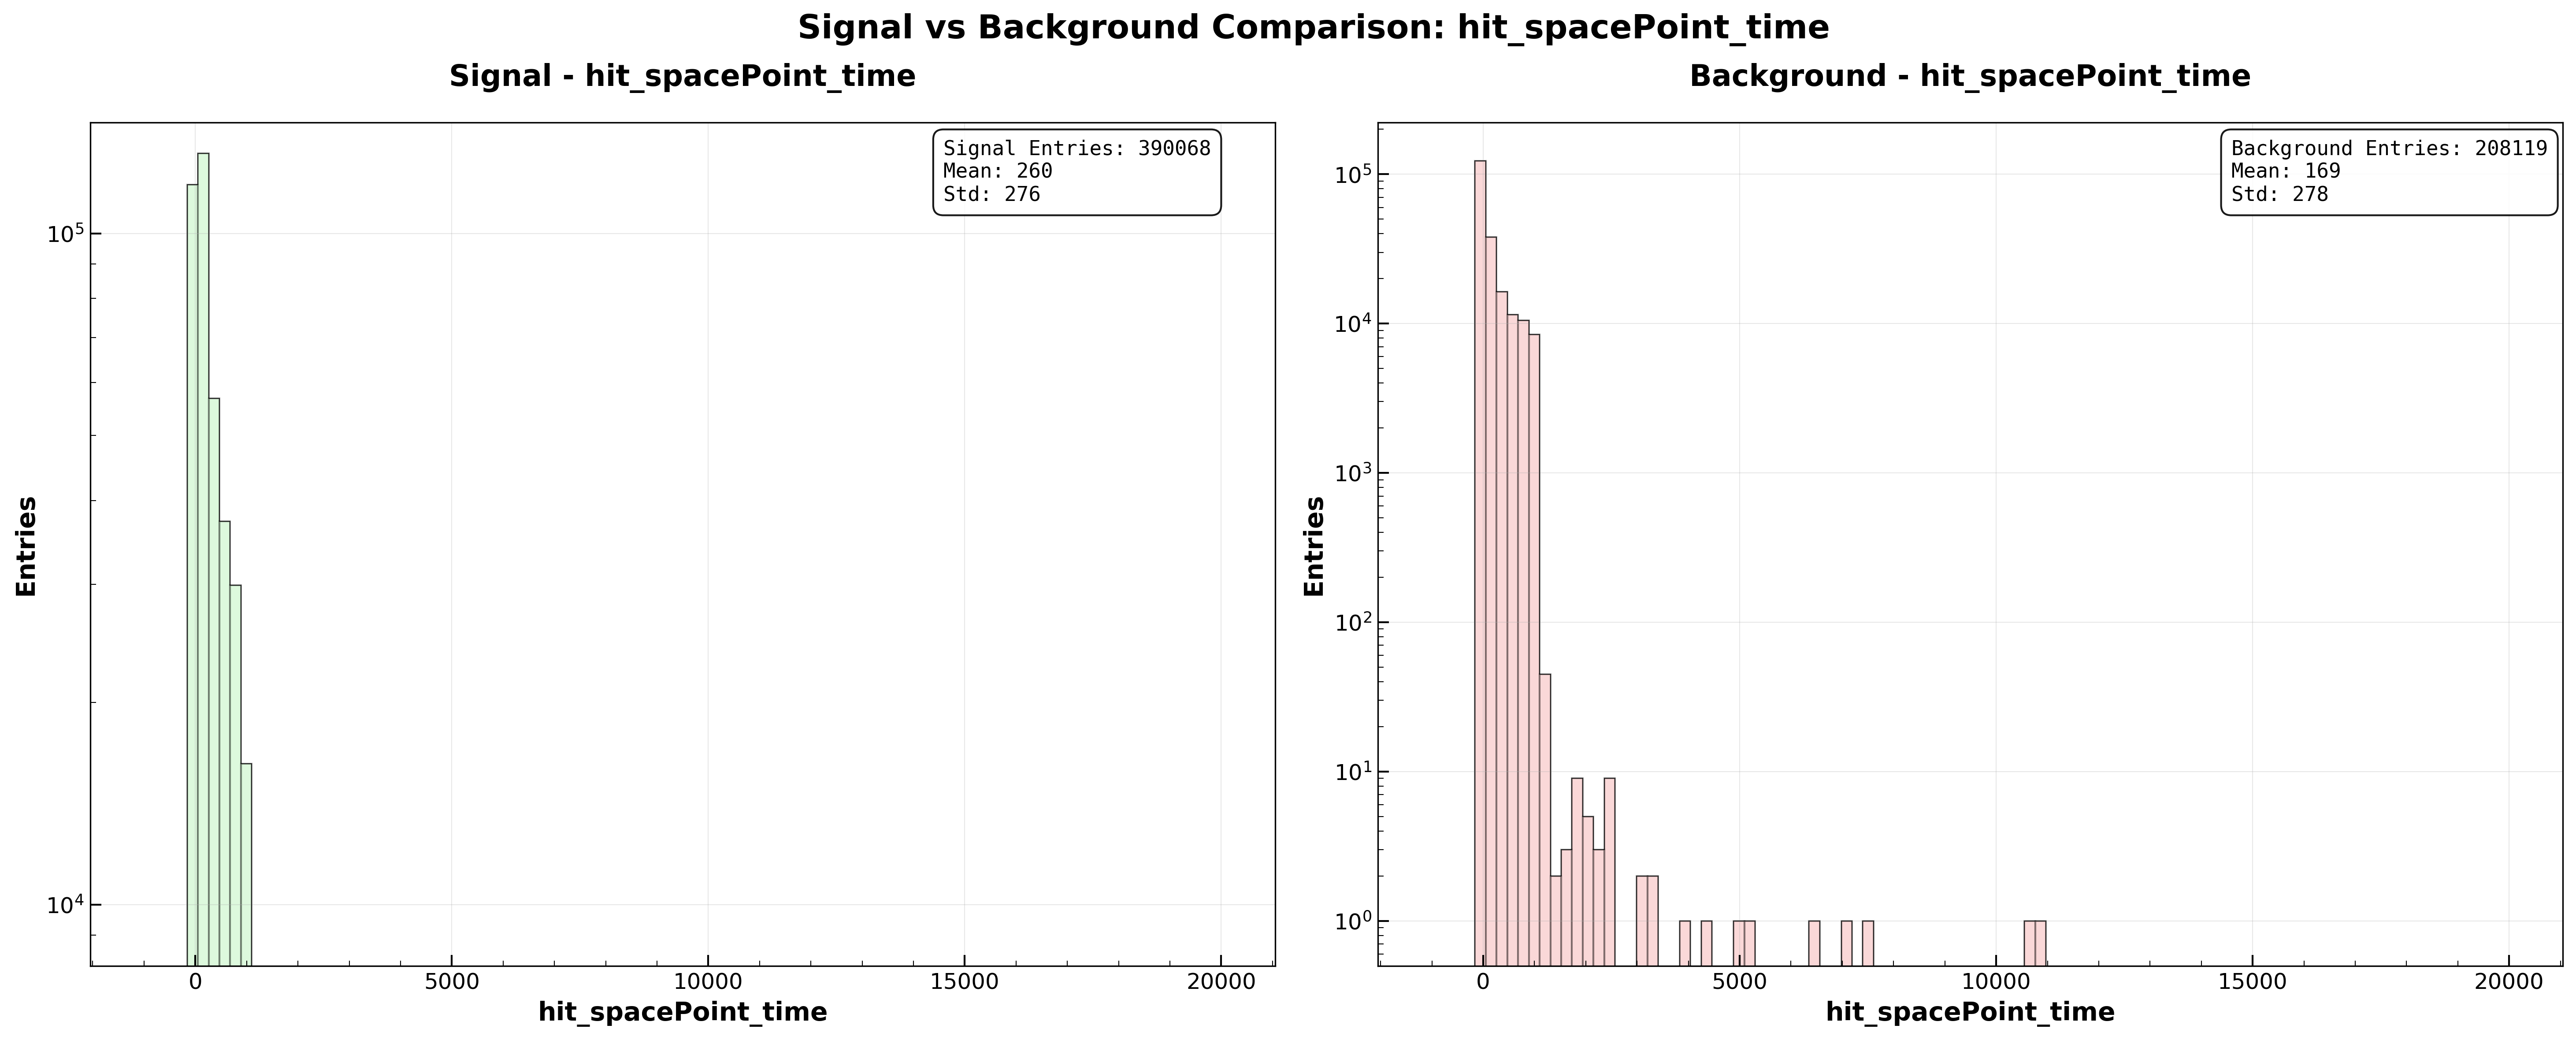 Signal vs Background Comparison: hit_spacePoint_time
Signal - hit_spacePoint_time
Signal Entries: 390068
Mean: 260
Std: 276
10^5
10^4
Entries
0 5000 10000 15000 20000
hit_spacePoint_time
Background - hit_spacePoint_time
Background Entries: 208119
Mean: 169
Std: 278
10^5
10^4
10^3
10^2
10^1
10^0
Entries
0 5000 10000 15000 20000
hit_spacePoint_time